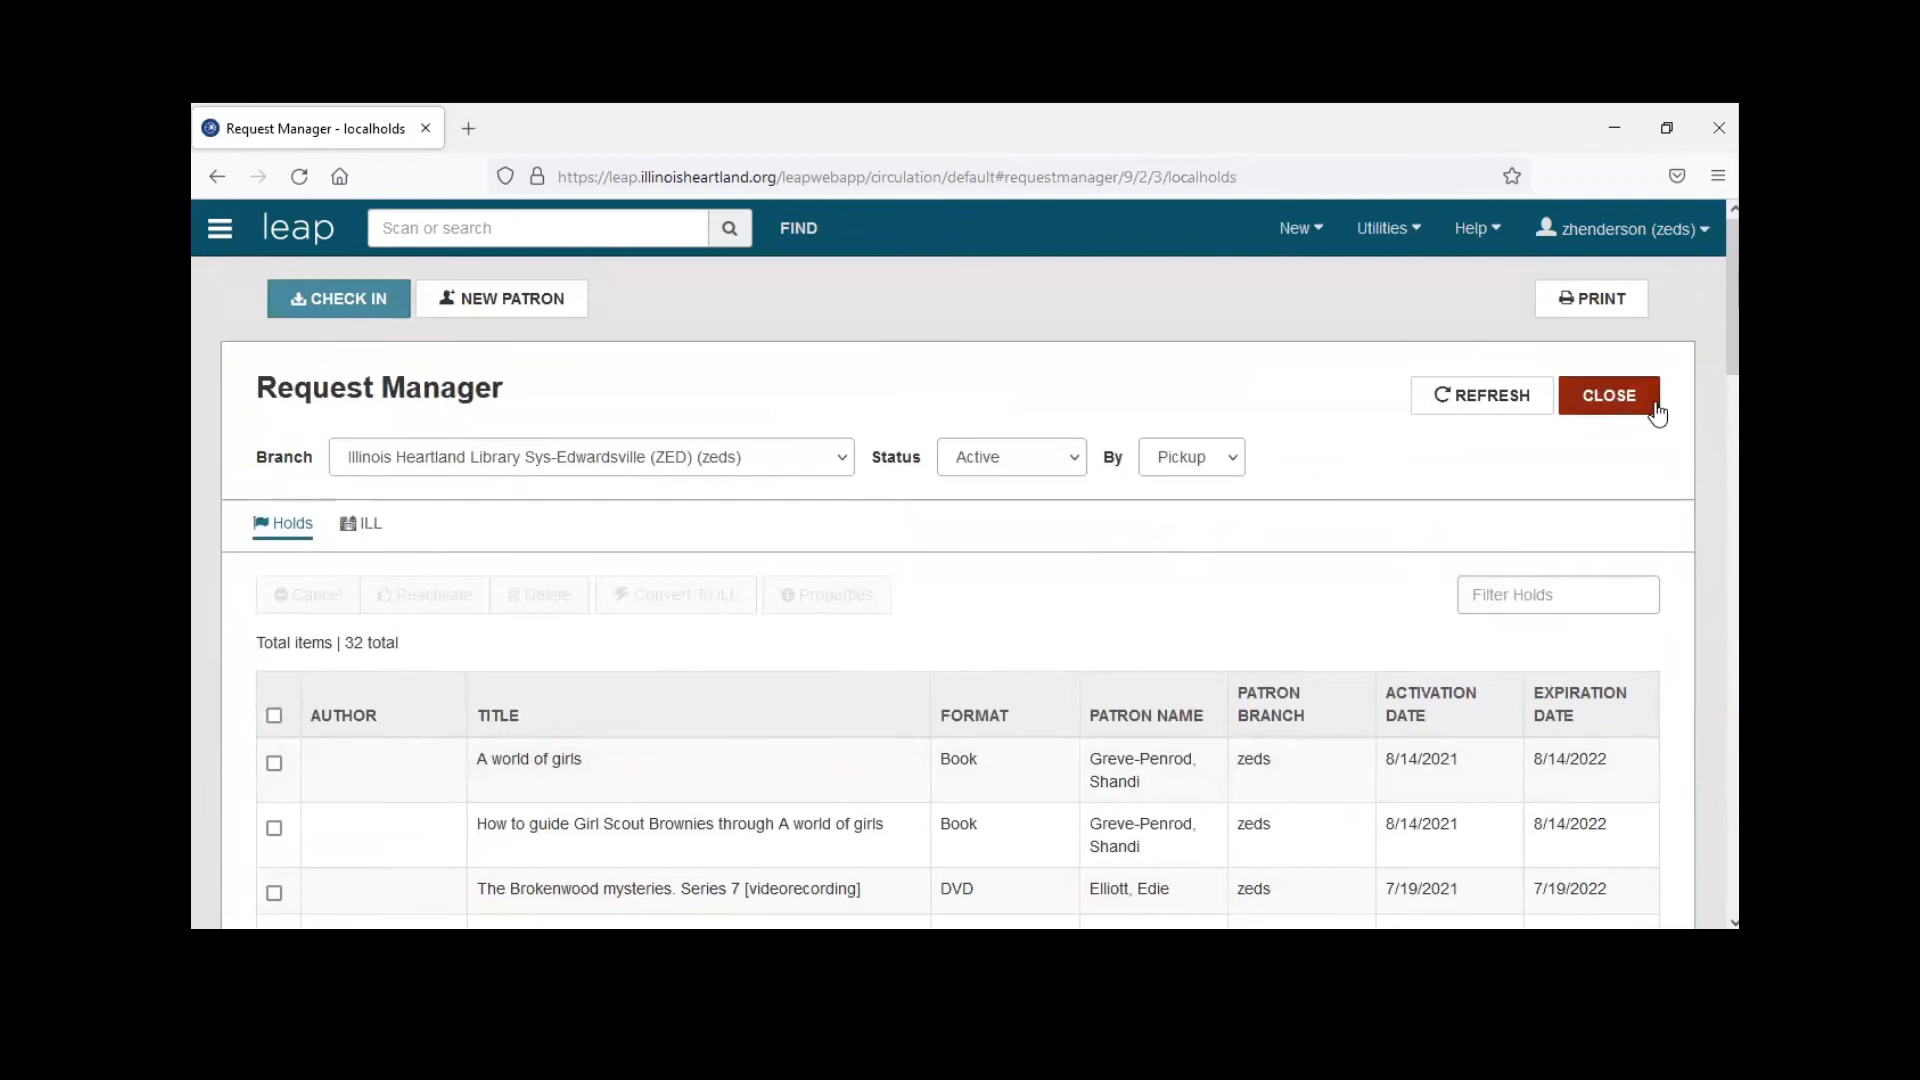 Request Manager - localholds
https://leap.illinoisheartland.org/leapwebapp/circulation/default#requestmanager/9/2/3/localholds
leap Scan or search FIND New Utilities Help zhenderson (zeds)
CHECK IN NEW PATRON PRINT
Request Manager REFRESH CLOSE
Branch Illinois Heartland Library Sys-Edwardsville (ZED) (zeds) Status Active By Pickup
Holds ILL
Cancel Reactivate Delete Convert To ILL Properties Filter Holds
Total items | 32 total
AUTHOR TITLE FORMAT PATRON NAME PATRON BRANCH ACTIVATION DATE EXPIRATION DATE
A world of girls Book Greve-Penrod, Shandi zeds 8/14/2021 8/14/2022
How to guide Girl Scout Brownies through A world of girls Book Greve-Penrod, Shandi zeds 8/14/2021 8/14/2022
The Brokenwood mysteries. Series 7 [videorecording] DVD Elliott, Edie zeds 7/19/2021 7/19/2022